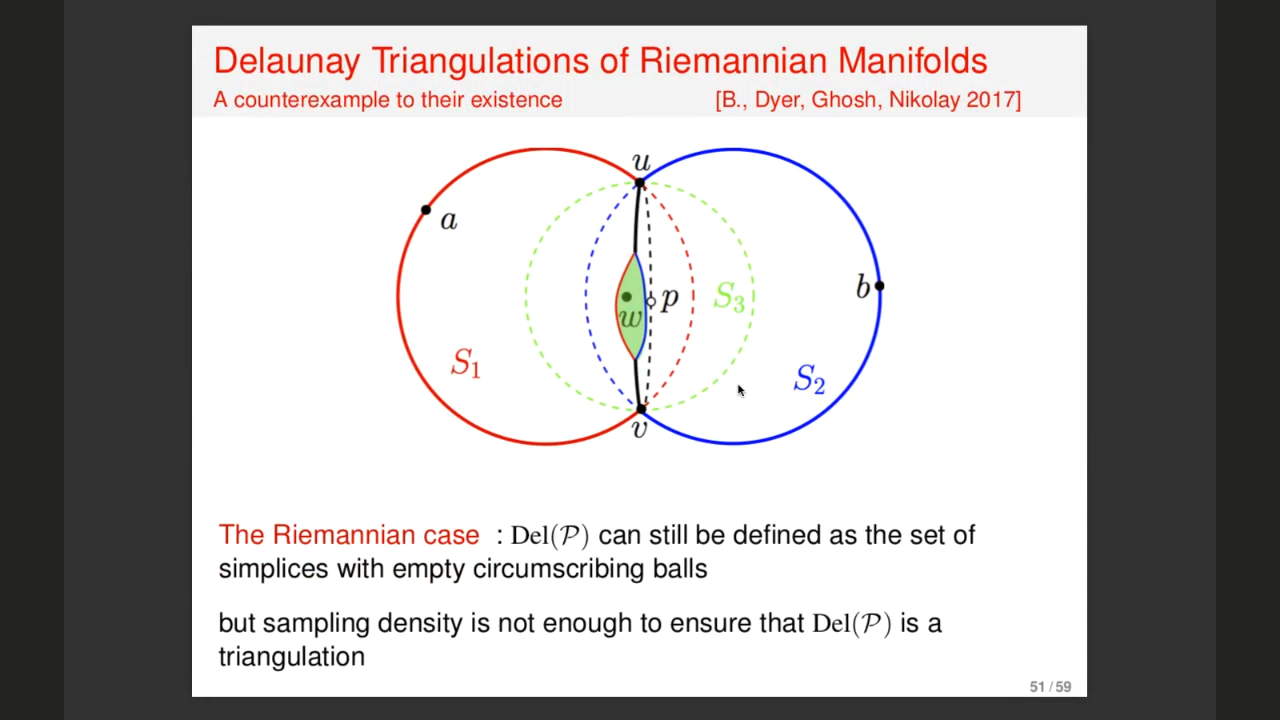 Delaunay Triangulations of Riemannian Manifolds
A counterexample to their existence [B., Dyer, Ghosh, Nikolay 2017]
u
a
b
w
p
S₃
S₁
S₂
v
The Riemannian case : Del(𝒫) can still be defined as the set of
simplices with empty circumscribing balls
but sampling density is not enough to ensure that Del(𝒫) is a
triangulation
51 / 59